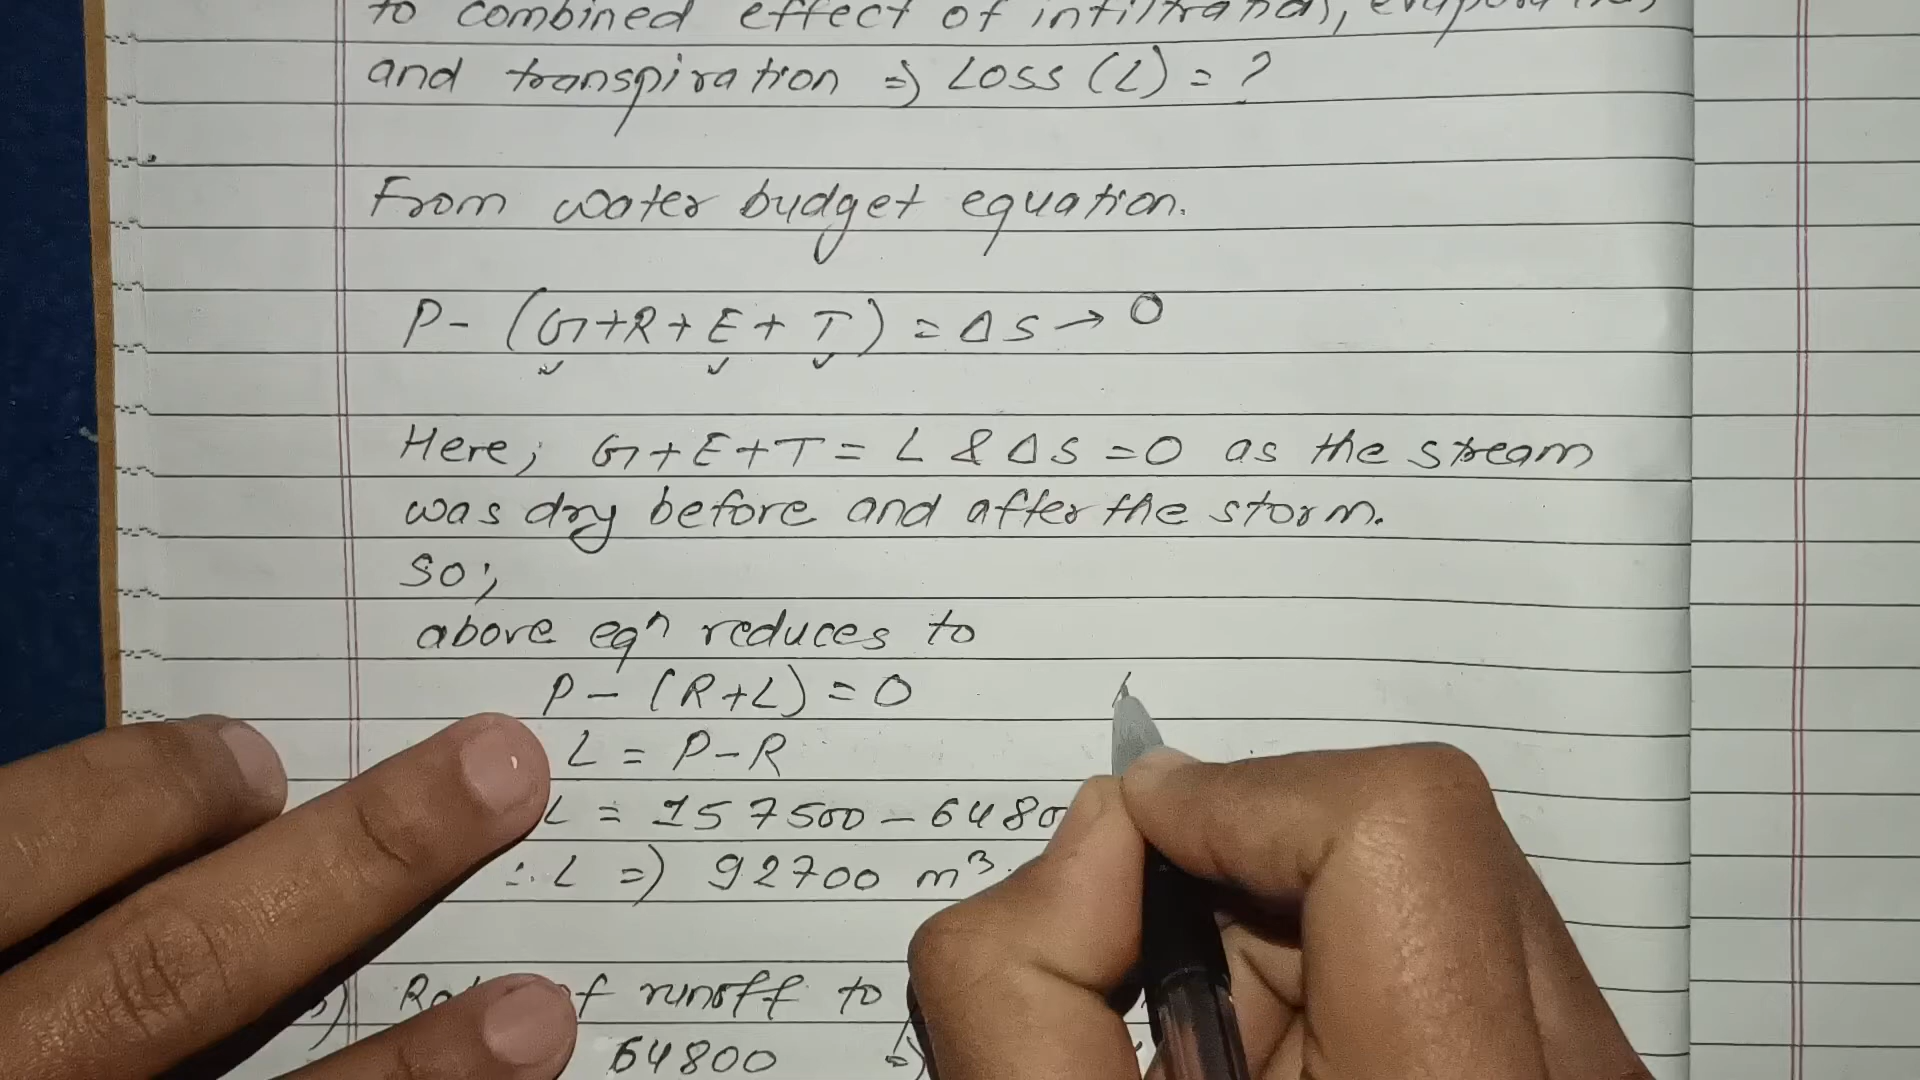 to combined effect of infiltration, evaporation,
and transpiration => Loss (L) = ?
From water budget equation.
P - (G+R+E+T) = ΔS → 0
Here; G+E+T = L & ΔS = 0 as the stream
was dry before and after the storm.
so;
above eqn reduces to
P - (R+L) = 0
L = P-R
L = 157500 - 6480
∴ L => 92700 m³.
of runoff to
64800 =>